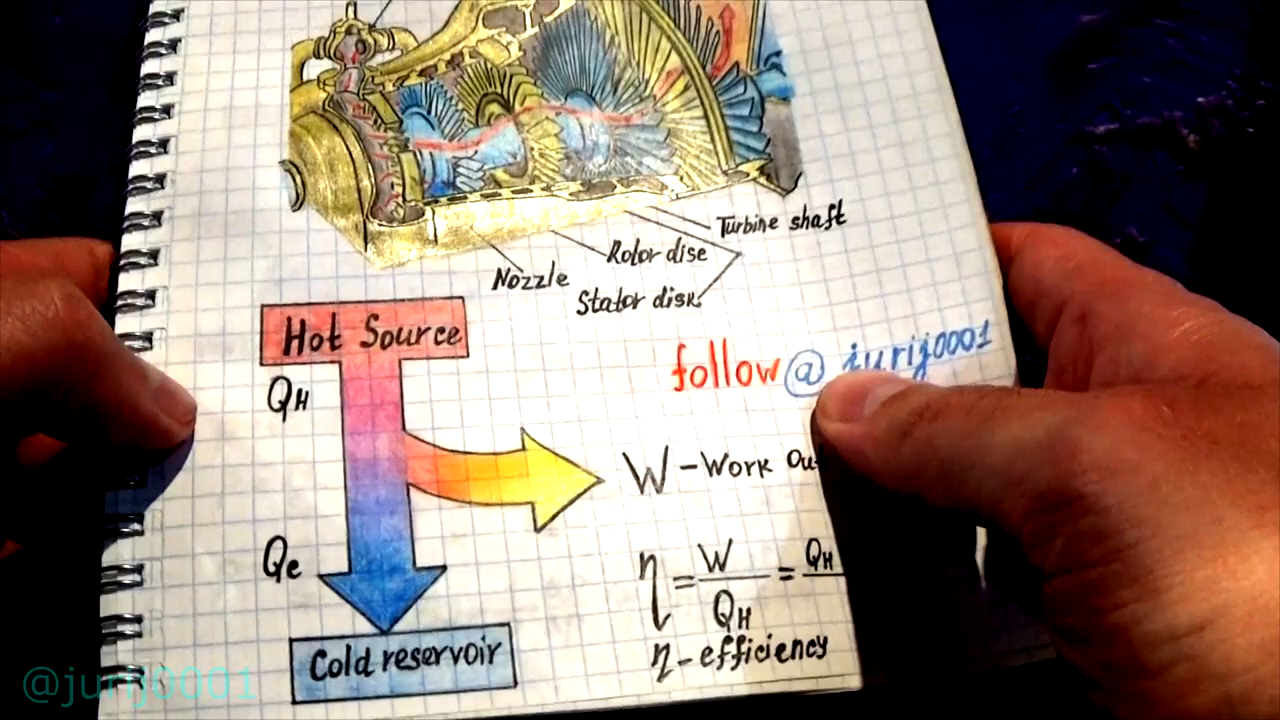 Turbine shaft
Rotor disc
Nozzle
Stator disk
Hot Source
follow @jurij0001
QH
W - Work
Qe
η = W/QH = QH
η - efficiency
Cold reservoir
@jurij0001